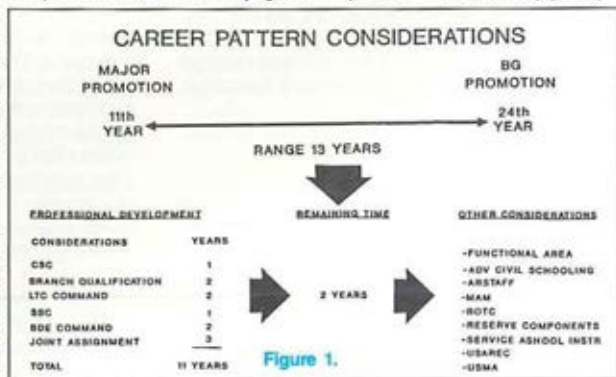 CAREER PATTERN CONSIDERATIONS
MAJOR PROMOTION
BG PROMOTION
11th YEAR
24th YEAR
RANGE 13 YEARS
PROFESSIONAL DEVELOPMENT
CONSIDERATIONS YEARS
CSC 1
BRANCH QUALIFICATION 2
LTC COMMAND 2
SSC 1
BDE COMMAND 2
JOINT ASSIGNMENT 3
TOTAL 11 YEARS
REMAINING TIME
2 YEARS
OTHER CONSIDERATIONS
-FUNCTIONAL AREA
-ADV CIVIL SCHOOLING
-ARSTAFF
-MAM
-ROTC
-RESERVE COMPONENTS
-SERVICE ASHOOL INSTR
-USAREC
-USMA
Figure 1.